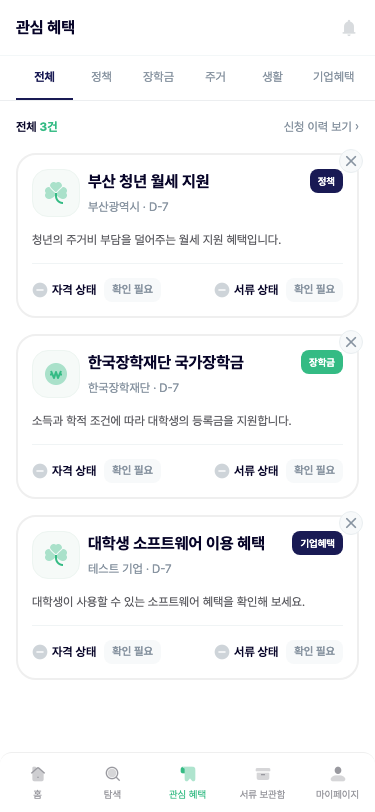 관심 혜택
전체 정책 장학금 주거 생활 기업혜택
전체 3건 신청 이력 보기 ›
부산 청년 월세 지원 정책
부산광역시 · D-7
청년의 주거비 부담을 덜어주는 월세 지원 혜택입니다.
자격 상태 확인 필요 서류 상태 확인 필요
한국장학재단 국가장학금 장학금
한국장학재단 · D-7
소득과 학적 조건에 따라 대학생의 등록금을 지원합니다.
자격 상태 확인 필요 서류 상태 확인 필요
대학생 소프트웨어 이용 혜택 기업혜택
테스트 기업 · D-7
대학생이 사용할 수 있는 소프트웨어 혜택을 확인해 보세요.
자격 상태 확인 필요 서류 상태 확인 필요
홈 탐색 관심 혜택 서류 보관함 마이페이지